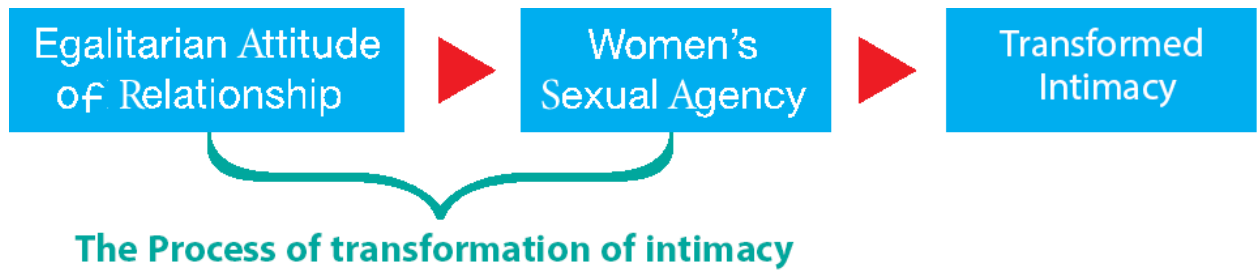 Egalitarian Attitude
of Relationship
Women's
Sexual Agency
Transformed
Intimacy
The Process of transformation of intimacy